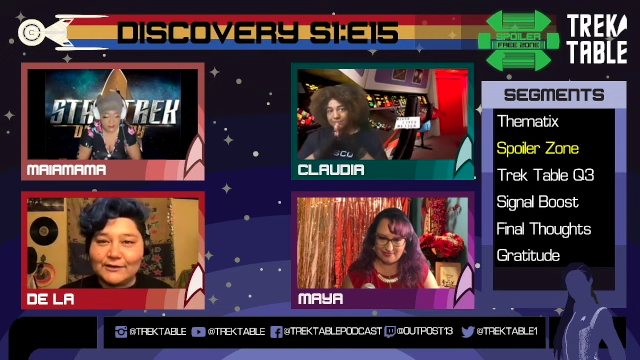 DISCOVERY S1:E15
SPOILER
FREE ZONE
TREK
TABLE
STAR TREK
MAIAMAMA
CLAUDIA
DE LA
MAYA
SEGMENTS
Thematix
Spoiler Zone
Trek Table Q3
Signal Boost
Final Thoughts
Gratitude
@TREKTABLE @TREKTABLE @TREKTABLEPODCAST @OUTPOST13 @TREKTABLE1